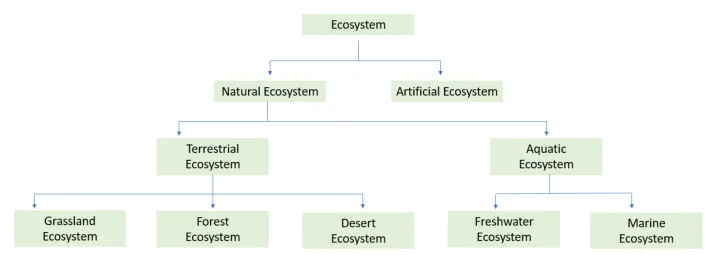 Ecosystem
Natural Ecosystem
Artificial Ecosystem
Terrestrial
Ecosystem
Aquatic
Ecosystem
Grassland
Ecosystem
Forest
Ecosystem
Desert
Ecosystem
Freshwater
Ecosystem
Marine
Ecosystem